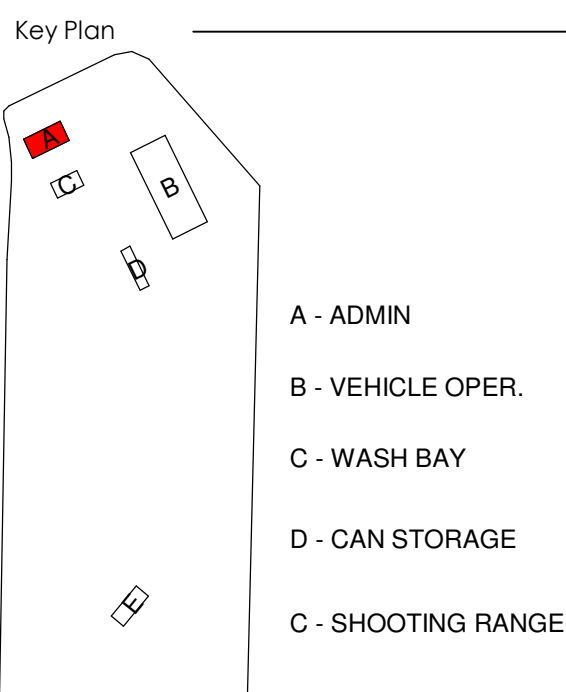 Key Plan
A
C
B
D
A - ADMIN
B - VEHICLE OPER.
C - WASH BAY
D - CAN STORAGE
E
C - SHOOTING RANGE